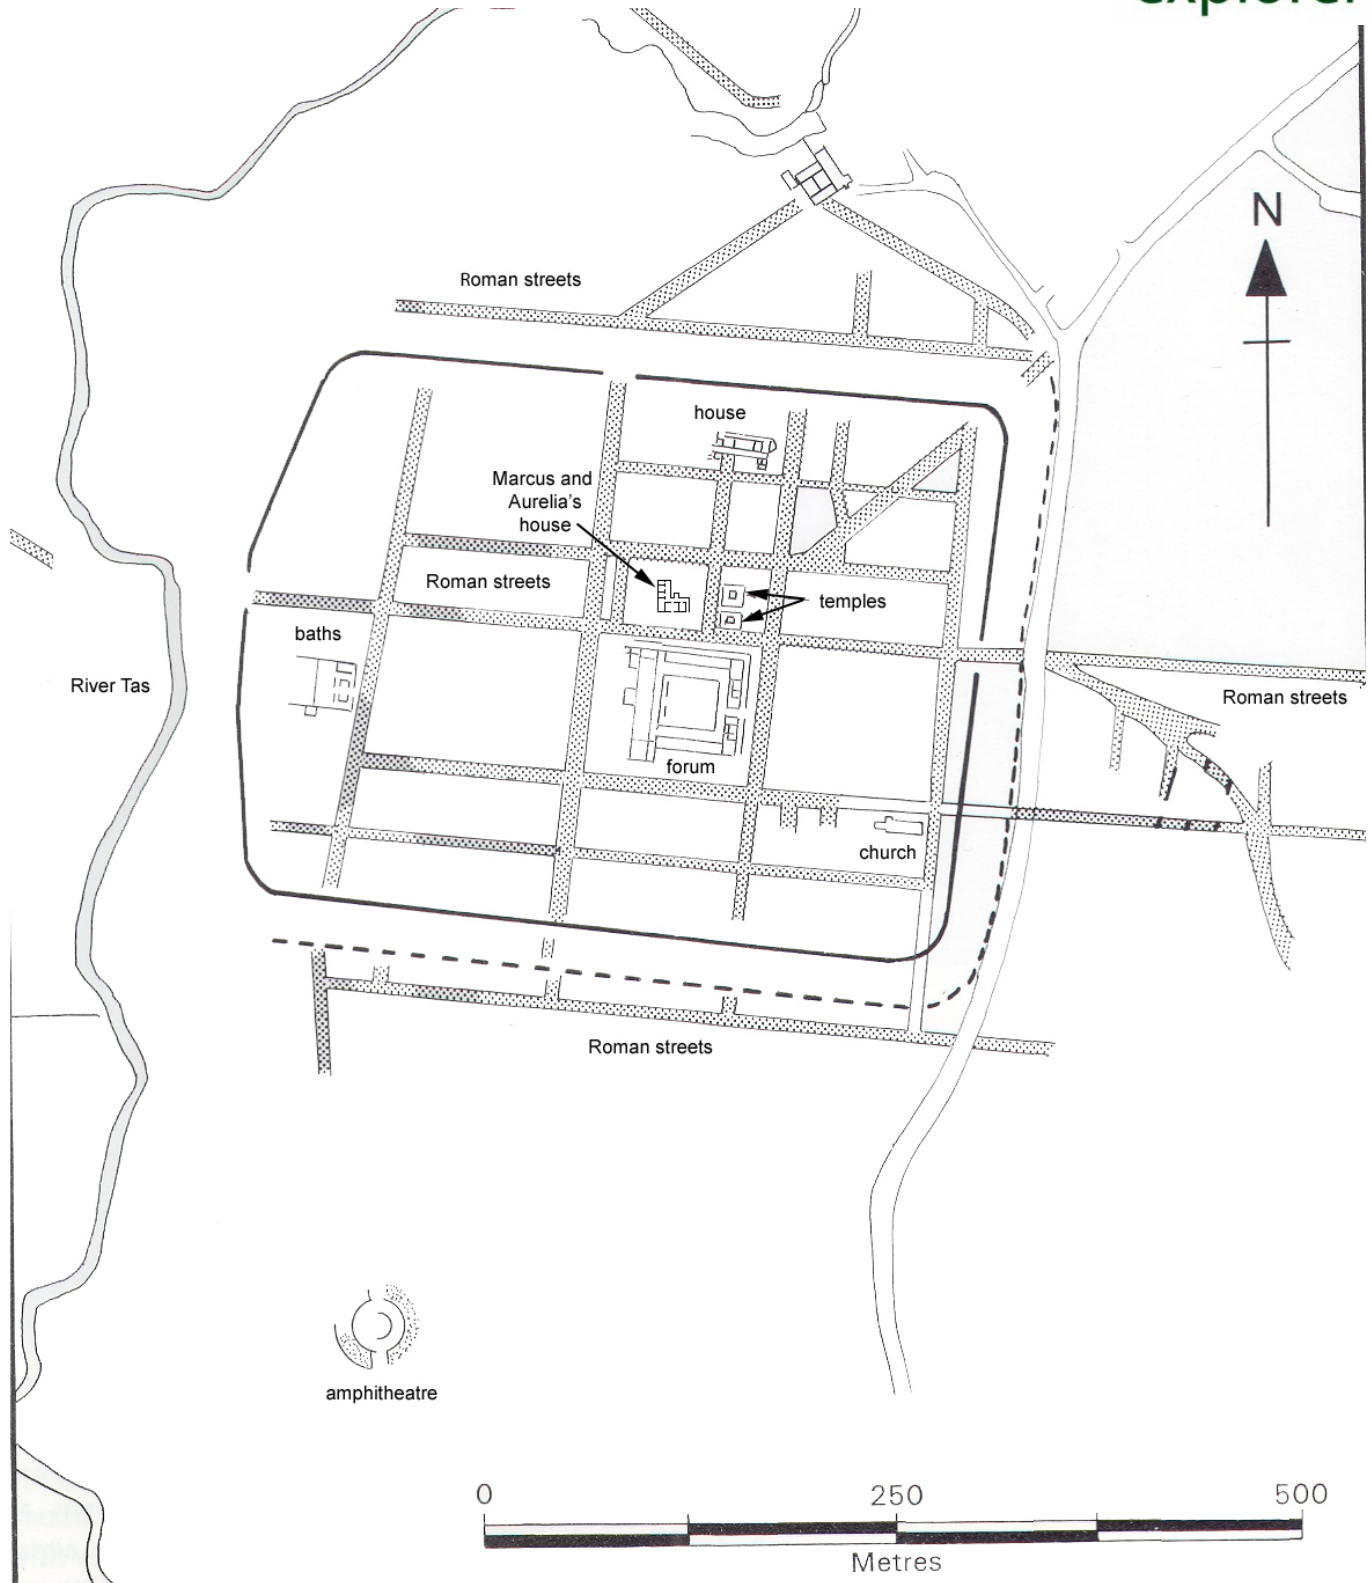 N
Roman streets
house
Marcus and
Aurelia's
house
Roman streets
temples
baths
River Tas
Roman streets
forum
church
Roman streets
amphitheatre
0 250 500
Metres